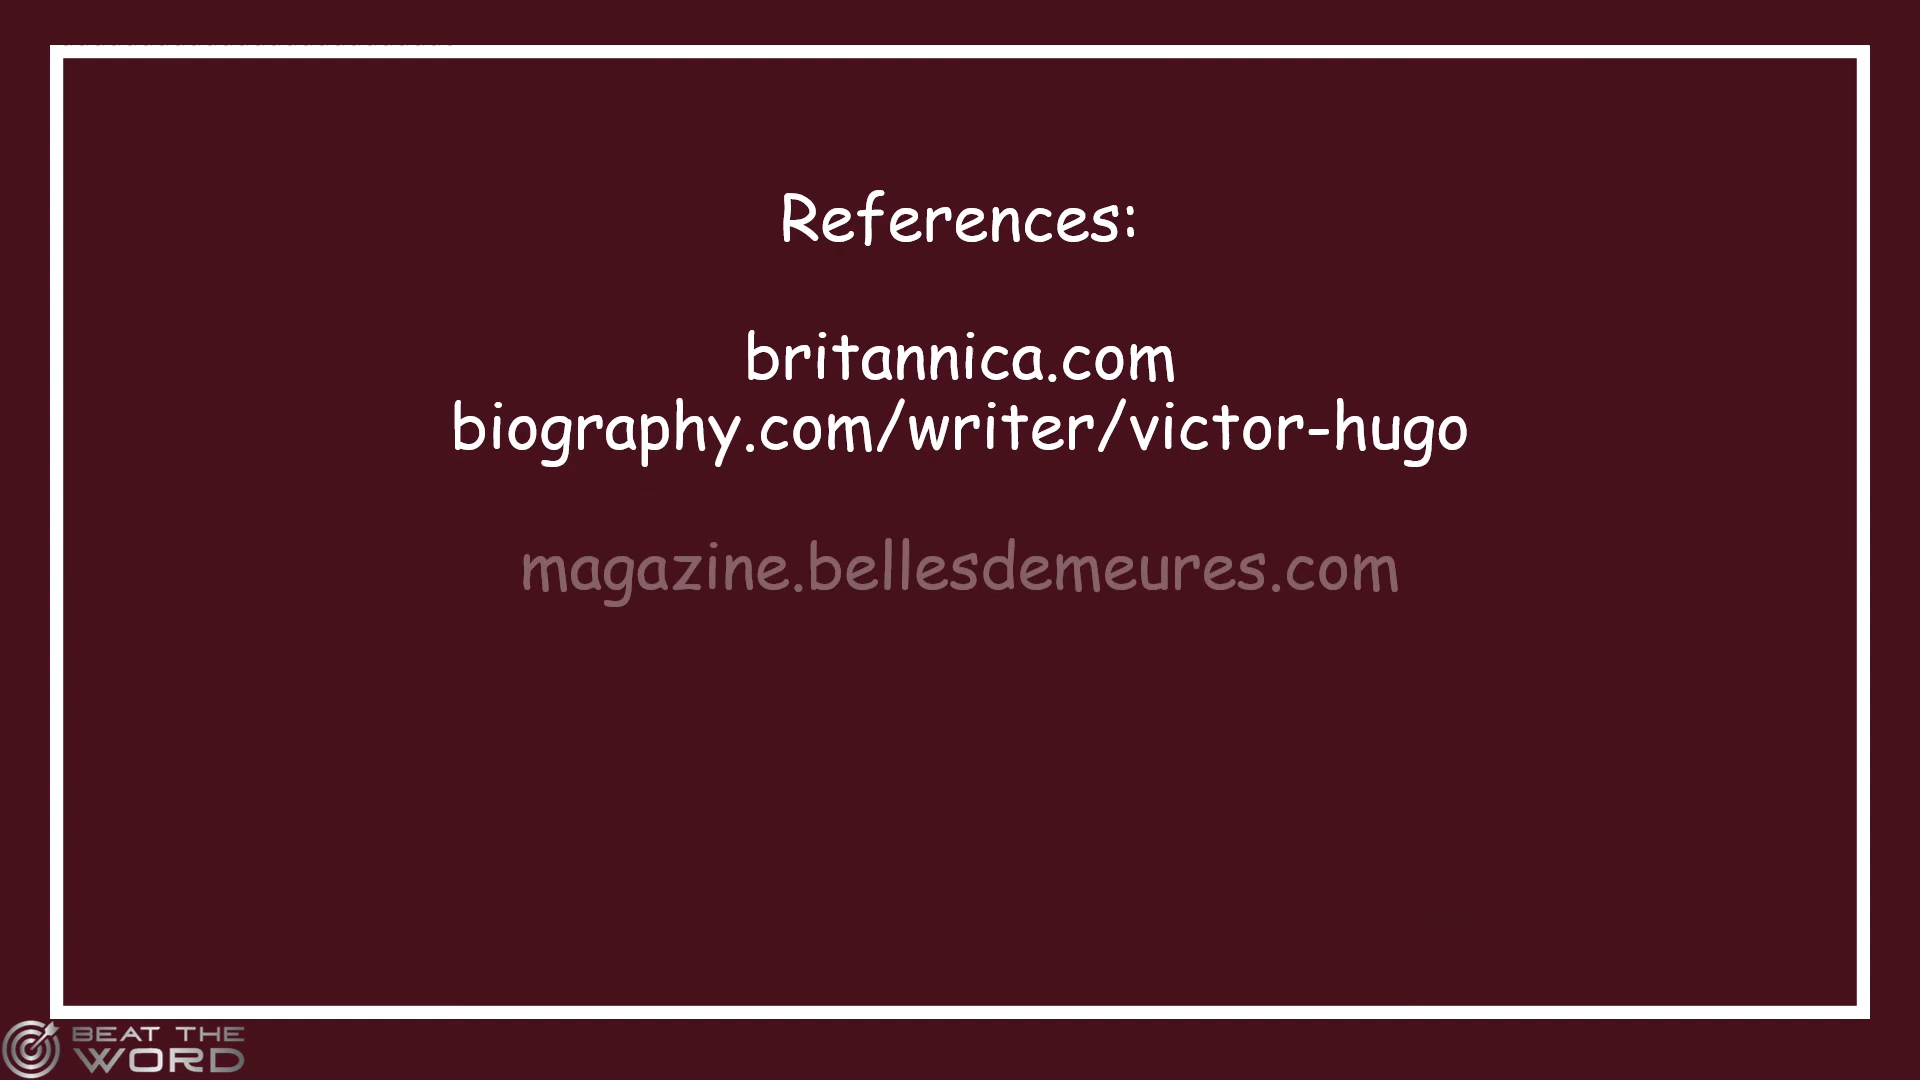 References:
britannica.com
biography.com/writer/victor-hugo
magazine.bellesdemeures.com
BEAT THE
WORD